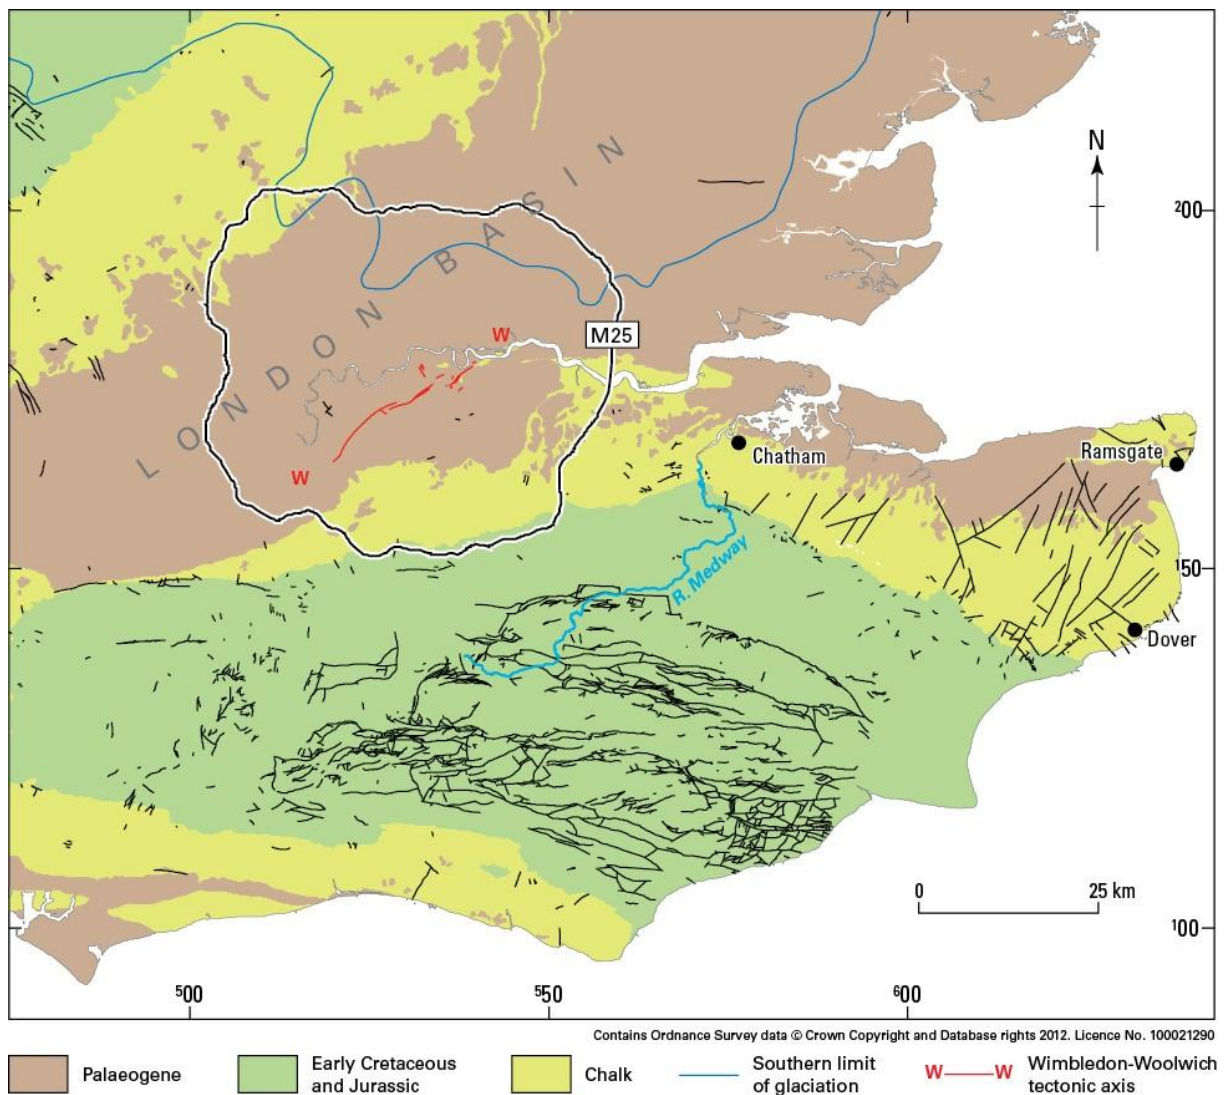 N
200
LONDON BASIN
W
M25
W
Chatham
Ramsgate
R. Medway
150
Dover
0 25 km
100
500
550
600
Contains Ordnance Survey data © Crown Copyright and Database rights 2012. Licence No. 100021290
Palaeogene
Early Cretaceous
and Jurassic
Chalk
Southern limit
of glaciation
W W
Wimbledon-Woolwich
tectonic axis